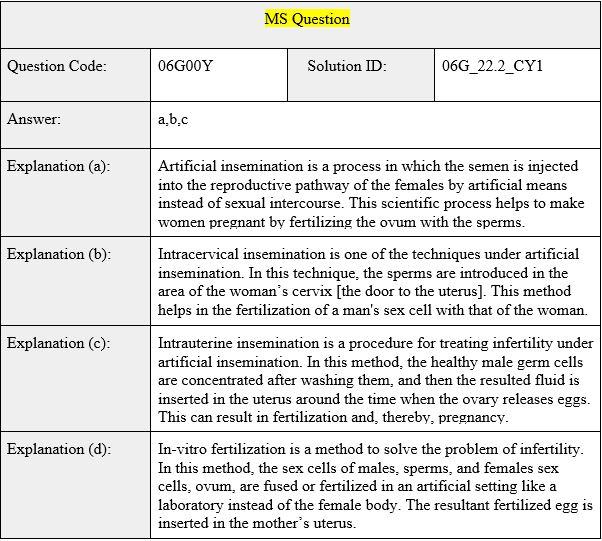 MS Question
Question Code: 06G00Y Solution ID: 06G_22.2_CY1
Answer: a,b,c
Explanation (a): Artificial insemination is a process in which the semen is injected
into the reproductive pathway of the females by artificial means
instead of sexual intercourse. This scientific process helps to make
women pregnant by fertilizing the ovum with the sperms.
Explanation (b): Intracervical insemination is one of the techniques under artificial
insemination. In this technique, the sperms are introduced in the
area of the woman’s cervix [the door to the uterus]. This method
helps in the fertilization of a man's sex cell with that of the woman.
Explanation (c): Intrauterine insemination is a procedure for treating infertility under
artificial insemination. In this method, the healthy male germ cells
are concentrated after washing them, and then the resulted fluid is
inserted in the uterus around the time when the ovary releases eggs.
This can result in fertilization and, thereby, pregnancy.
Explanation (d): In-vitro fertilization is a method to solve the problem of infertility.
In this method, the sex cells of males, sperms, and females sex
cells, ovum, are fused or fertilized in an artificial setting like a
laboratory instead of the female body. The resultant fertilized egg is
inserted in the mother’s uterus.